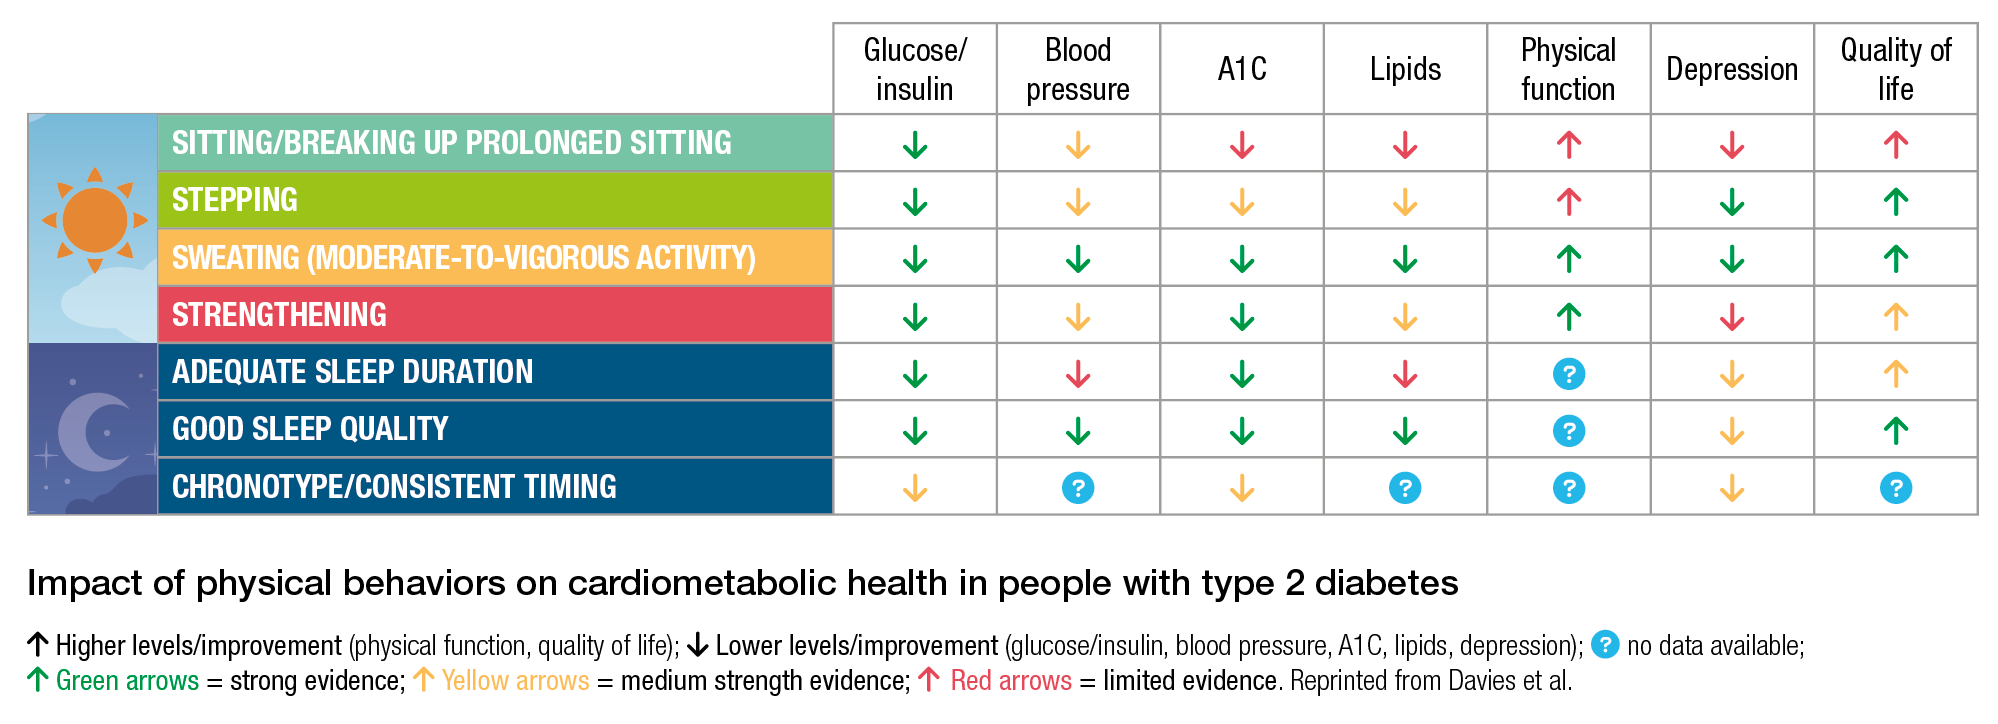 Glucose/
insulin
Blood
pressure
A1C
Lipids
Physical
function
Depression
Quality of
life
SITTING/BREAKING UP PROLONGED SITTING
↓ ↓ ↓ ↓ ↑ ↓ ↑
STEPPING
↓ ↓ ↓ ↓ ↑ ↓ ↑
SWEATING (MODERATE-TO-VIGOROUS ACTIVITY)
↓ ↓ ↓ ↓ ↑ ↓ ↑
STRENGTHENING
↓ ↓ ↓ ↓ ↑ ↓ ↑
ADEQUATE SLEEP DURATION
↓ ↓ ↓ ↓ ? ↓ ↑
GOOD SLEEP QUALITY
↓ ↓ ↓ ↓ ? ↓ ↑
CHRONOTYPE/CONSISTENT TIMING
↓ ? ↓ ? ? ↓ ?
Impact of physical behaviors on cardiometabolic health in people with type 2 diabetes
↑ Higher levels/improvement (physical function, quality of life); ↓ Lower levels/improvement (glucose/insulin, blood pressure, A1C, lipids, depression); ? no data available;
↑ Green arrows = strong evidence; ↑ Yellow arrows = medium strength evidence; ↑ Red arrows = limited evidence. Reprinted from Davies et al.